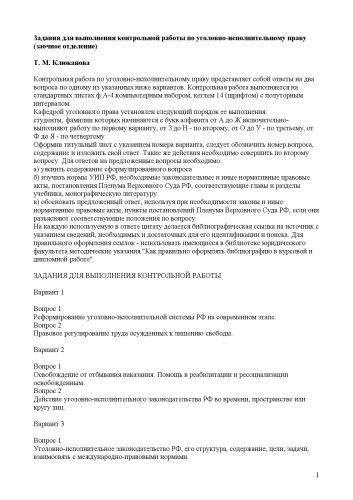 Задания для выполнения контрольной работы по уголовно-исполнительному праву
(заочное отделение)
Т. М. Клюканова
Контрольная работа по уголовно-исполнительному праву представляет собой ответы на два
вопроса по одному из указанных ниже вариантов. Контрольная работа выполняется на
стандартных листах ф.А-4 компьютерным набором, кеглем 14 (шрифтом) с полуторным
интервалом.
Кафедрой уголовного права установлен следующий порядок ее выполнения:
студенты, фамилии которых начинаются с букв алфавита от А до Ж включительно-
выполняют работу по первому варианту, от З до Н - по второму, от О до У - по третьему, от
Ф до Я - по четвертому.
Оформив титульный лист с указанием номера варианта, следует обозначить номер вопроса,
содержание и изложить свой ответ. Такие же действия необходимо совершить по второму
вопросу. Для ответов на предложенные вопросы необходимо:
а) уяснить содержание сформулированного вопроса
б) изучить нормы УИП РФ, необходимые законодательные и иные нормативные правовые
акты, постановления Пленума Верховного Суда РФ, соответствующие главы и разделы
учебника, монографическую литературу
в) обосновать предложенный ответ, используя при необходимости законы и иные
нормативные правовые акты, пункты постановлений Пленума Верховного Суда РФ, если они
разъясняют соответствующие положения по вопросу.
На каждую используемую в ответе цитату делается библиографическая ссылка на источник с
указанием сведений, необходимых и достаточных для его идентификации и поиска. Для
правильного оформления ссылок - использовать имеющиеся в библиотеке юридического
факультета методические указания "Как правильно оформлять библиографию в курсовой и
дипломной работе".
ЗАДАНИЯ ДЛЯ ВЫПОЛНЕНИЯ КОНТРОЛЬНОЙ РАБОТЫ
Вариант 1
Вопрос 1
Реформирование уголовно-исполнительной системы РФ на современном этапе.
Вопрос 2
Правовое регулирование труда осужденных к лишению свободы.
Вариант 2
Вопрос 1
Освобождение от отбывания наказания. Помощь в реабилитации и ресоциализации
освобожденным.
Вопрос 2
Действие уголовно-исполнительного законодательства РФ во времени, пространстве или
кругу лиц.
Вариант 3
Вопрос 1
Уголовно-исполнительное законодательство РФ, его структура, содержание, цели, задачи,
взаимосвязь с международно-правовыми нормами.
1